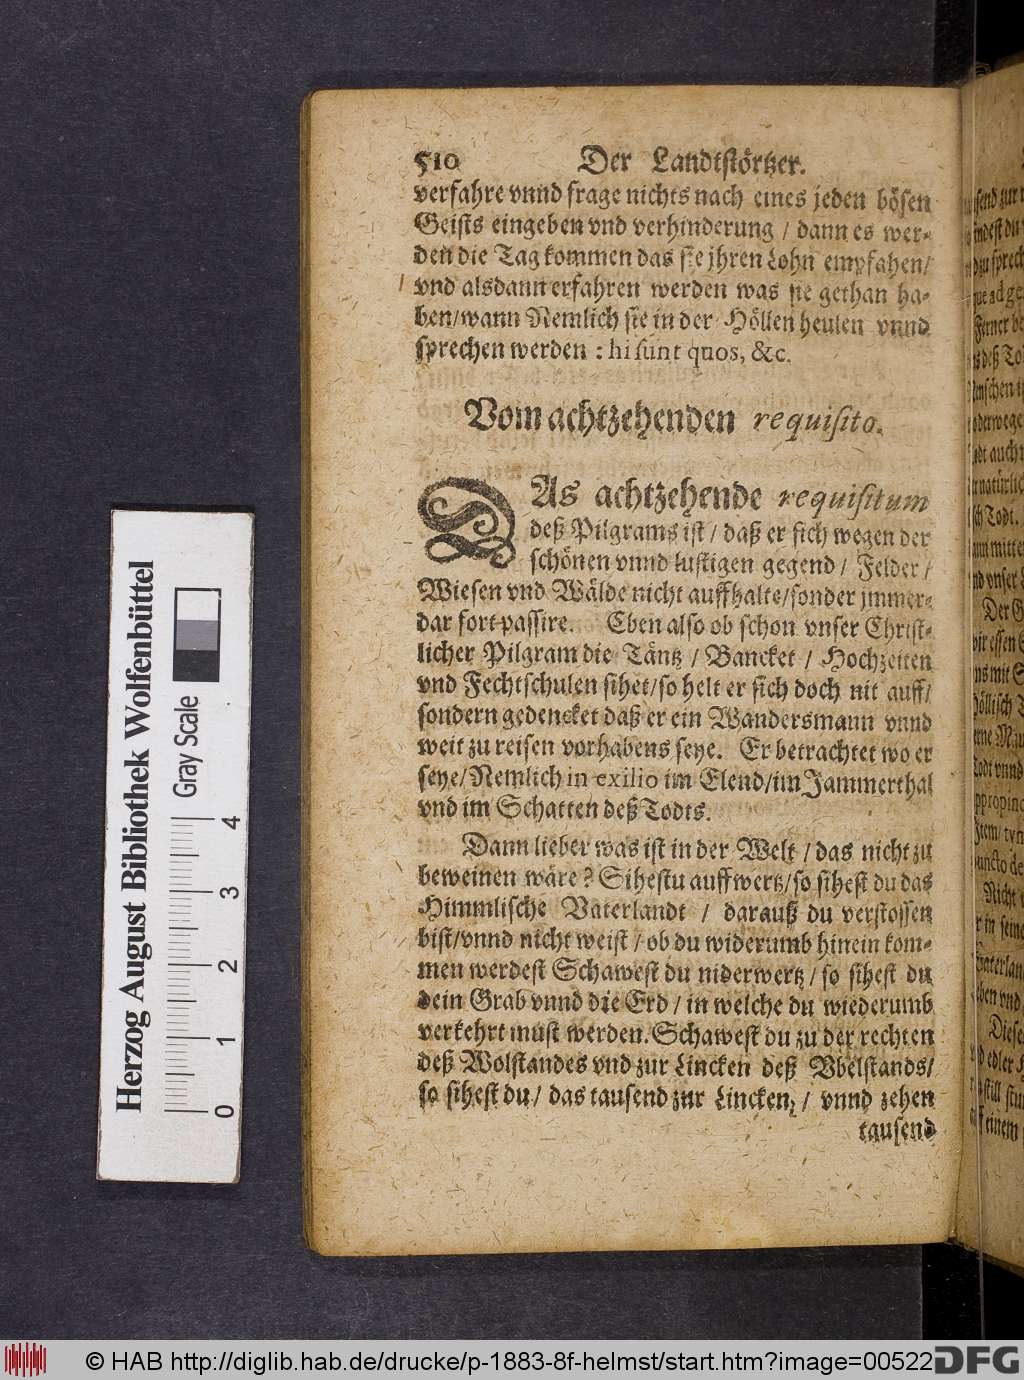 510 Der Landtstörtzer.
verfahre vnnd frage nichts nach eines jeden bösen
Geists eingeben vnd verhinderung / dann es wer-
den die Tag kommen das sie jhren Lohn empfahen/
vnd alsdann erfahren werden was sie gethan ha-
ben/wann Nemlich sie in der Höllen heulen vnnd
sprechen werden : hi sunt quos, &c.
Vom achtzehenden requisito.
DAs achtzehende requisitum
deß Pilgrams ist / daß er sich wegen der
schönen vnnd lustigen gegend / Felder /
Wiesen vnd Wälde nicht auffhalte/sonder jmmer-
dar fort passire. Eben also ob schon vnser Christ-
licher Pilgram die Täntz / Bancket / Hochzeiten
vnd Fechtschulen sihet/so helt er sich doch nit auff/
sondern gedencket daß er ein Wandersmann vnnd
weit zu reisen vorhabens seye. Er betrachtet wo er
seye/Nemlich in exilio im Elend/im Jammerthal
vnd im Schatten deß Todts.
Dann lieber was ist in der Welt / das nicht zu
beweinen wäre ? Sihestu auffwertz/so sihest du das
Himmlische Vaterlandt / darauß du verstossen
bist/vnnd nicht weist / ob du widerumb hinein kom-
men werdest Schawest du niderwertz / so sihest du
dein Grab vnnd die Erd / in welche du wiederumb
verkehrt must werden. Schawest du zu der rechten
deß Wolstandes vnd zur Lincken deß Vbelstands/
so sihest du / das tausend zur Lincken, / vnnd zehen
tausend
Herzog August Bibliothek Wolfenbüttel
Gray Scale
0 1 2 3 4
© HAB http://diglib.hab.de/drucke/p-1883-8f-helmst/start.htm?image=00522
DFG